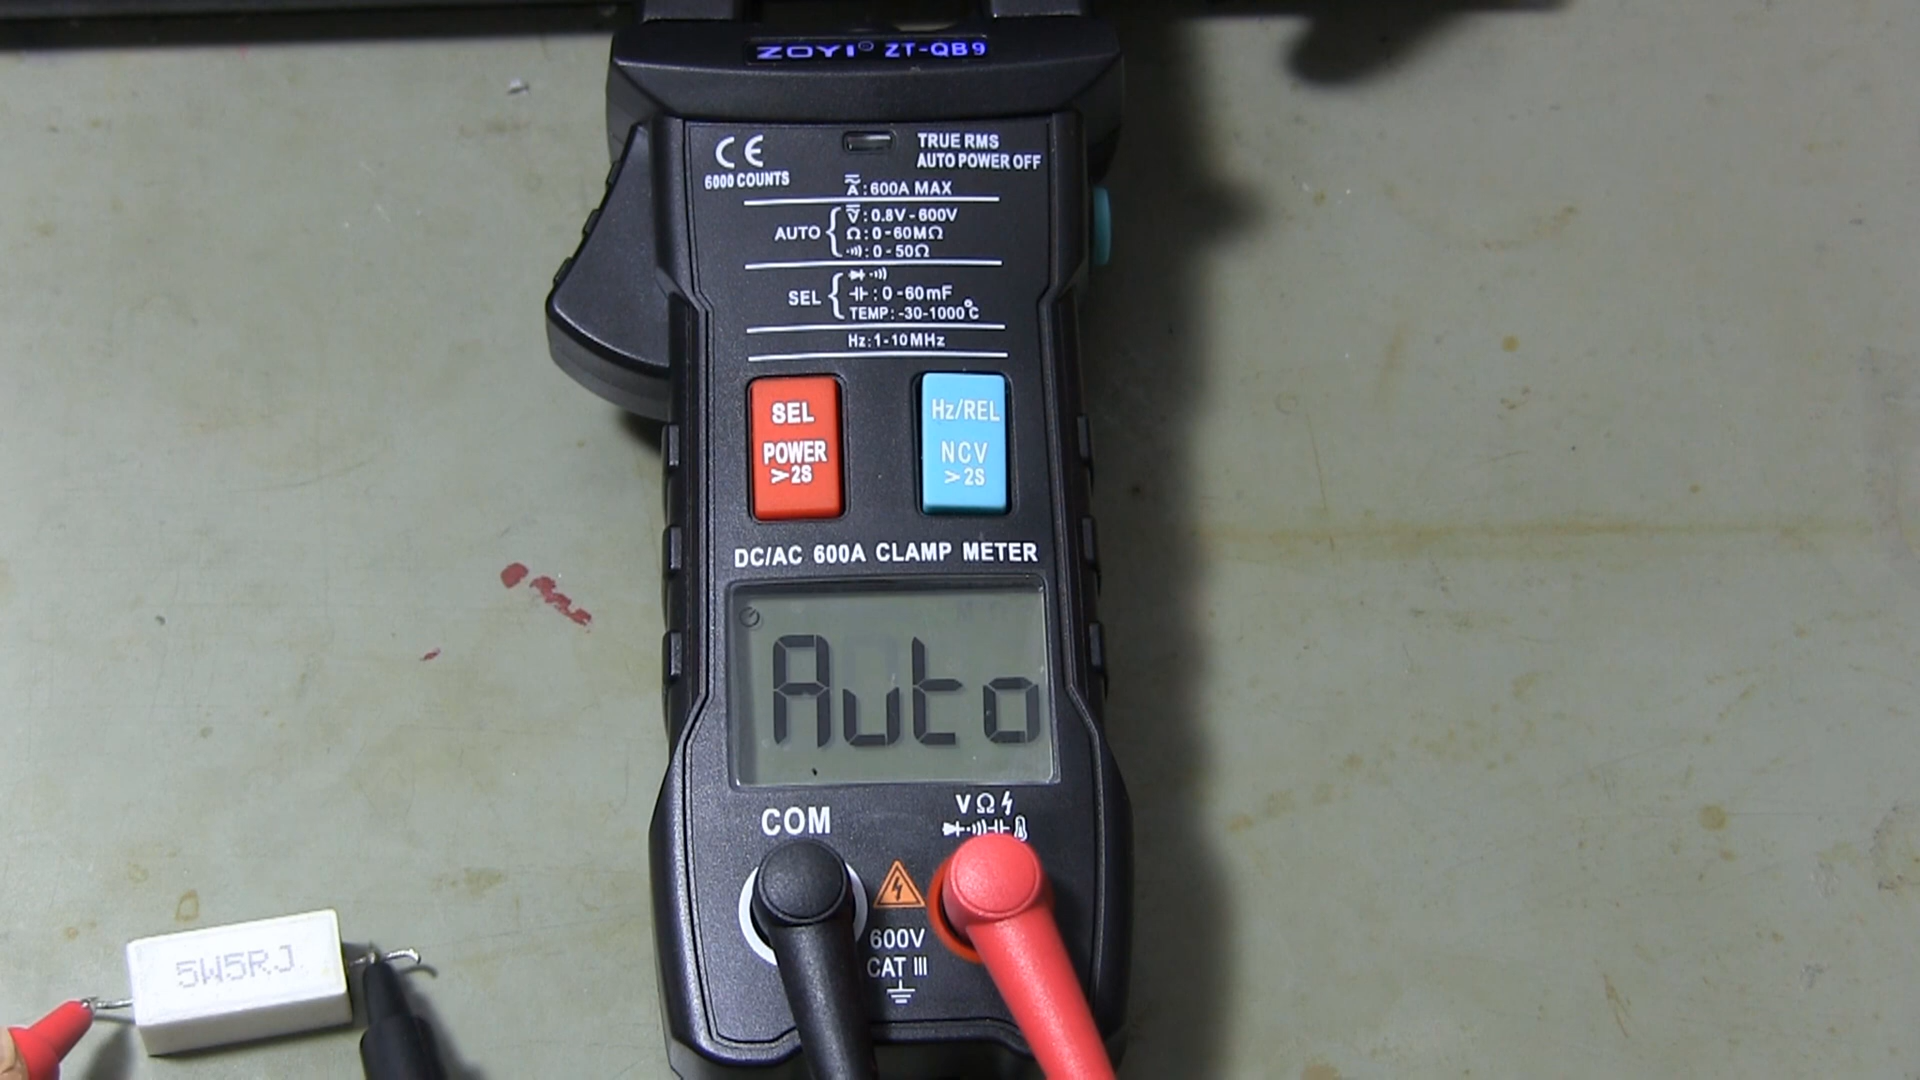 ZOYI® ZT-QB9
CE
6000 COUNTS
TRUE RMS
AUTO POWER OFF
A : 600A MAX
AUTO
V : 0.8V - 600V
Ω : 0 - 60MΩ
: 0 - 50Ω
SEL
: 0 - 60mF
TEMP: -30-1000°C
Hz: 1 - 10MHz
SEL
POWER
>2S
Hz/REL
NCV
>2S
DC/AC 600A CLAMP METER
Auto
COM
VΩ
600V
CAT III
5W5RJ